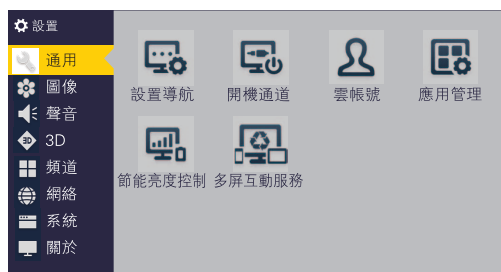 設置
通用
圖像
聲音
3D
頻道
網絡
系統
關於
設置導航 開機通道 雲帳號 應用管理
節能亮度控制 多屏互動服務